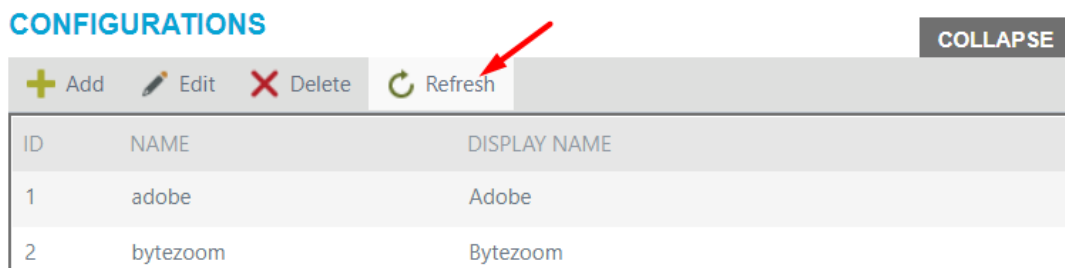 CONFIGURATIONS
COLLAPSE
Add Edit Delete Refresh
ID NAME DISPLAY NAME
1 adobe Adobe
2 bytezoom Bytezoom